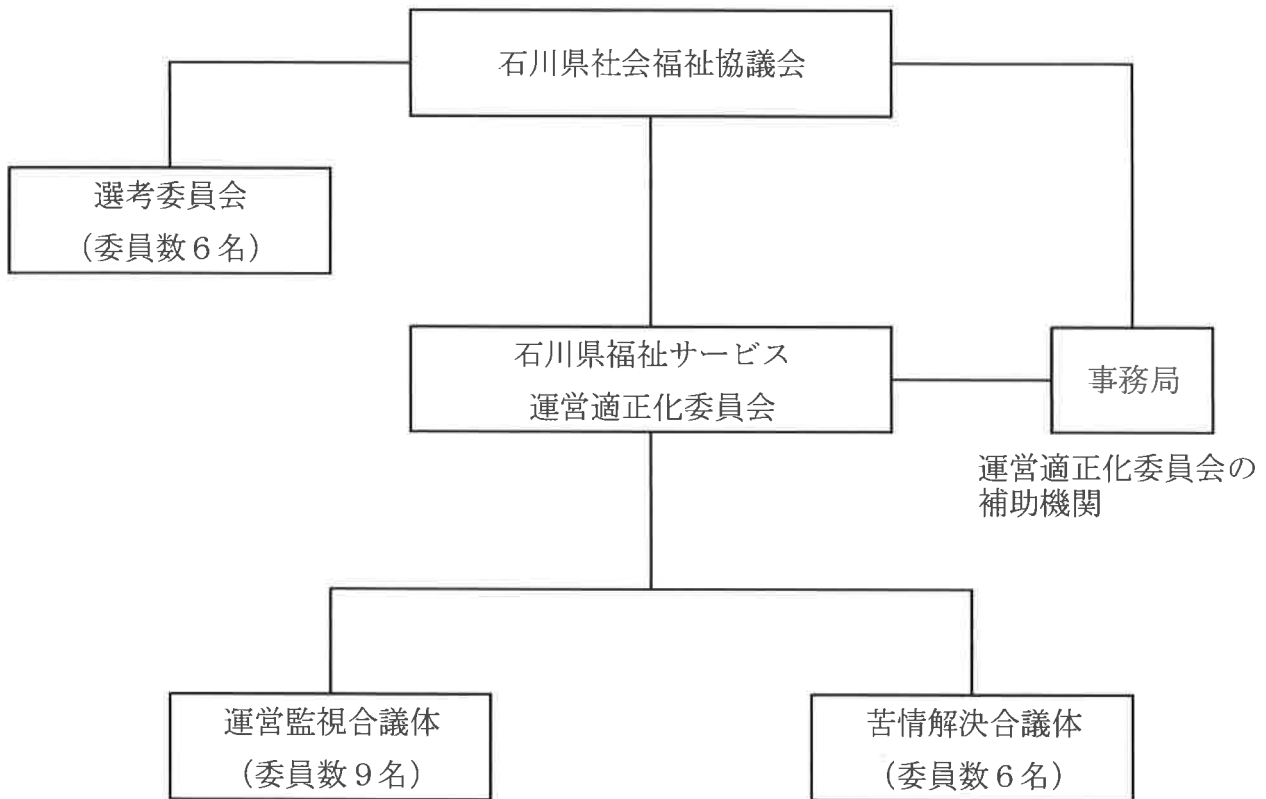 石川県社会福祉協議会
選考委員会
（委員数６名）
石川県福祉サービス
運営適正化委員会
事務局
運営適正化委員会の
補助機関
運営監視合議体
（委員数９名）
苦情解決合議体
（委員数６名）